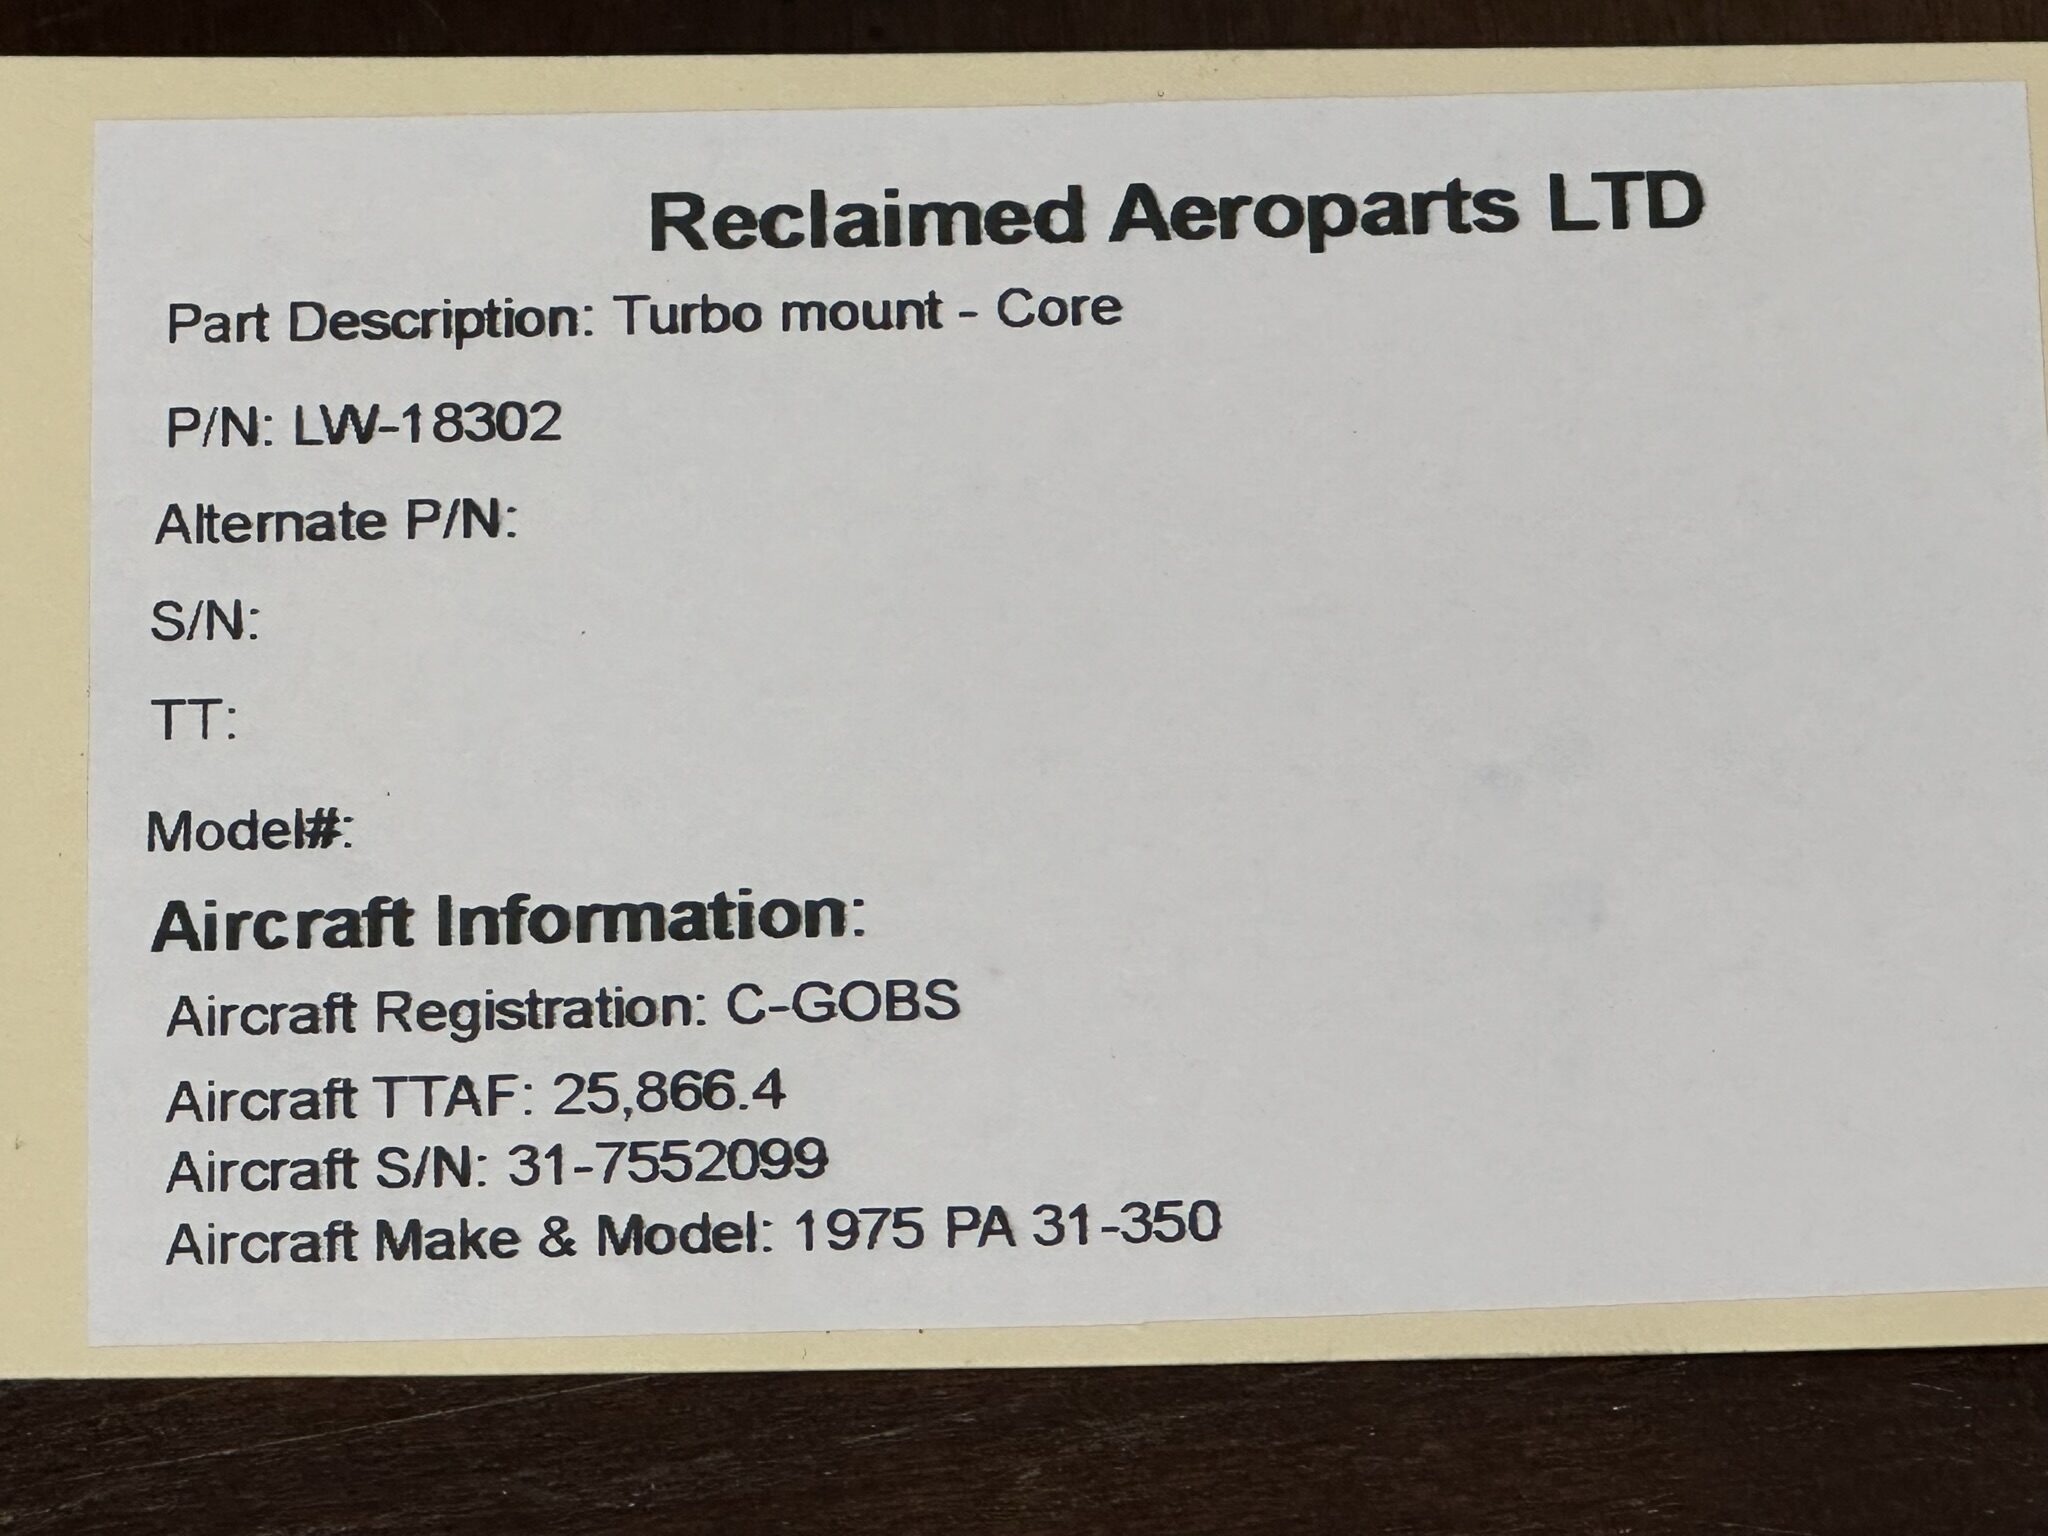 Reclaimed Aeroparts LTD
Part Description: Turbo mount - Core
P/N: LW-18302
Alternate P/N:
S/N:
TT:
Model#:
Aircraft Information:
Aircraft Registration: C-GOBS
Aircraft TTAF: 25,866.4
Aircraft S/N: 31-7552099
Aircraft Make & Model: 1975 PA 31-350